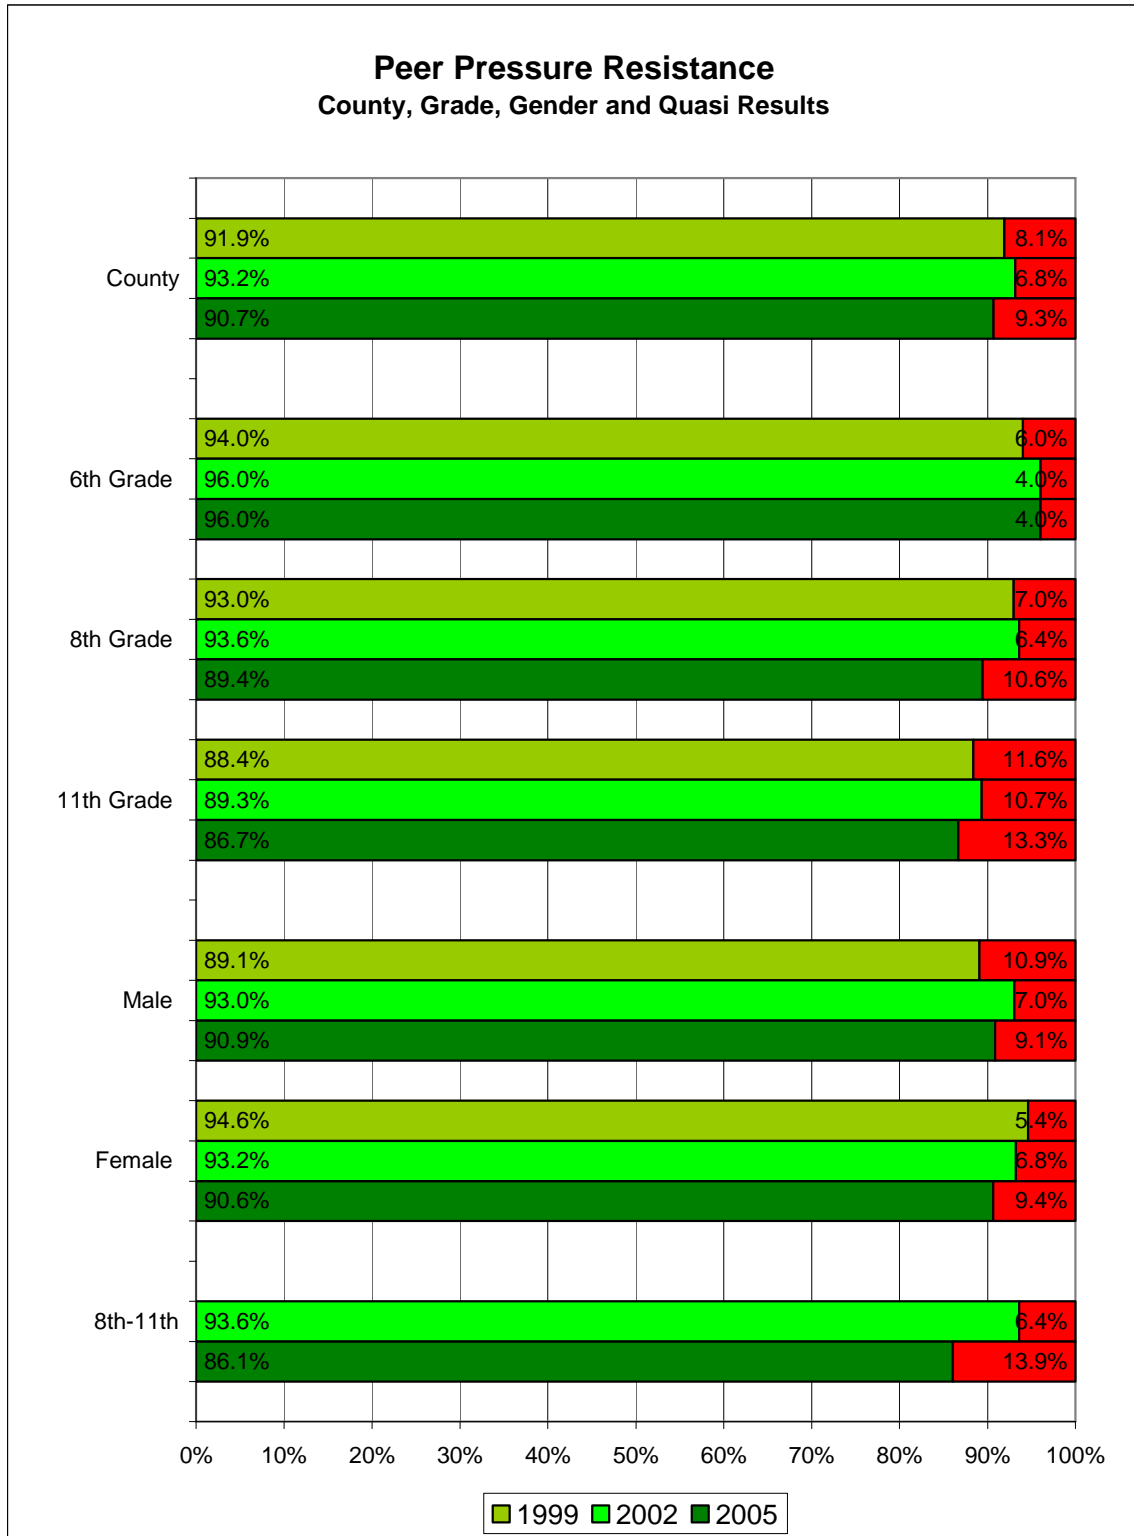 Peer Pressure Resistance
County, Grade, Gender and Quasi Results
91.9% 8.1%
County 93.2% 6.8%
90.7% 9.3%
94.0% 6.0%
6th Grade 96.0% 4.0%
96.0% 4.0%
93.0% 7.0%
8th Grade 93.6% 6.4%
89.4% 10.6%
88.4% 11.6%
11th Grade 89.3% 10.7%
86.7% 13.3%
89.1% 10.9%
Male 93.0% 7.0%
90.9% 9.1%
94.6% 5.4%
Female 93.2% 6.8%
90.6% 9.4%
8th-11th 93.6% 6.4%
86.1% 13.9%
0% 10% 20% 30% 40% 50% 60% 70% 80% 90% 100%
1999 2002 2005